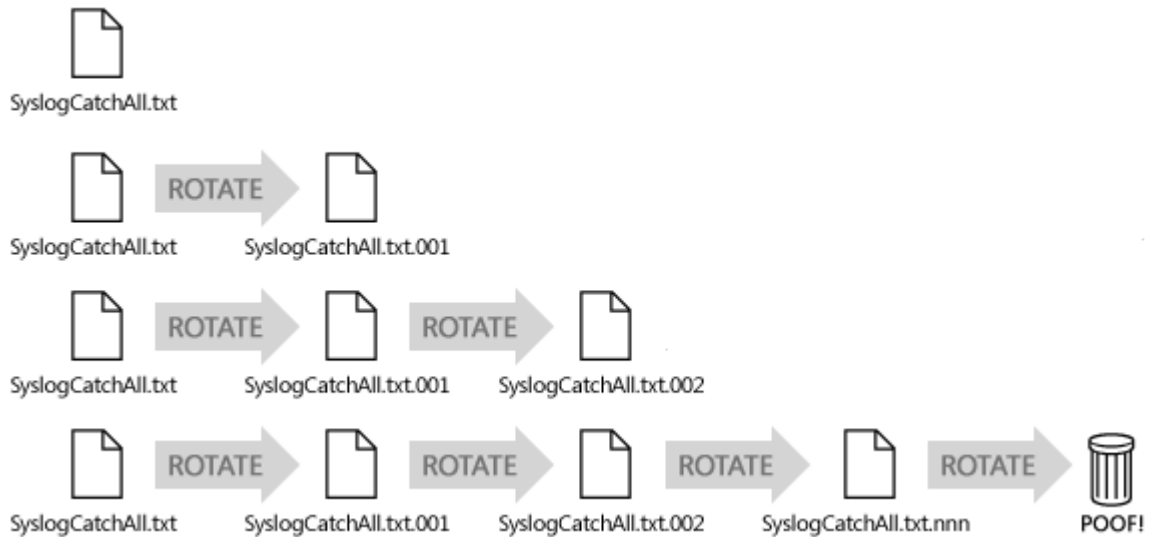 SyslogCatchAll.txt
ROTATE
SyslogCatchAll.txt SyslogCatchAll.txt.001
ROTATE ROTATE
SyslogCatchAll.txt SyslogCatchAll.txt.001 SyslogCatchAll.txt.002
ROTATE ROTATE ROTATE ROTATE
SyslogCatchAll.txt SyslogCatchAll.txt.001 SyslogCatchAll.txt.002 SyslogCatchAll.txt.nnn POOF!